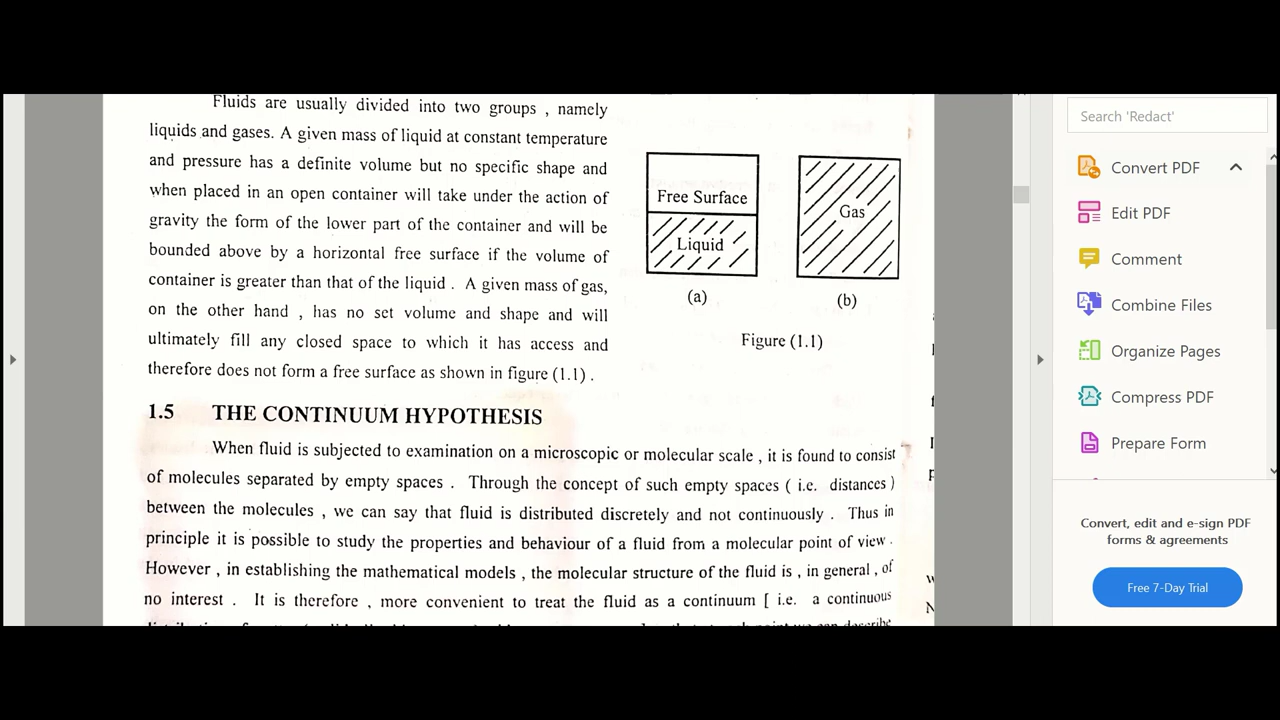 Fluids are usually divided into two groups , namely
liquids and gases. A given mass of liquid at constant temperature
and pressure has a definite volume but no specific shape and
when placed in an open container will take under the action of
gravity the form of the lower part of the container and will be
bounded above by a horizontal free surface if the volume of
container is greater than that of the liquid . A given mass of gas,
on the other hand , has no set volume and shape and will
ultimately fill any closed space to which it has access and
therefore does not form a free surface as shown in figure (1.1) .
Free Surface
Liquid
(a)
Gas
(b)
Figure (1.1)
1.5 THE CONTINUUM HYPOTHESIS
When fluid is subjected to examination on a microscopic or molecular scale , it is found to consist
of molecules separated by empty spaces . Through the concept of such empty spaces ( i.e. distances )
between the molecules , we can say that fluid is distributed discretely and not continuously . Thus in
principle it is possible to study the properties and behaviour of a fluid from a molecular point of view .
However , in establishing the mathematical models , the molecular structure of the fluid is , in general , of
no interest . It is therefore , more convenient to treat the fluid as a continuum [ i.e. a continuous
Search 'Redact'
Convert PDF
Edit PDF
Comment
Combine Files
Organize Pages
Compress PDF
Prepare Form
Convert, edit and e-sign PDF
forms & agreements
Free 7-Day Trial